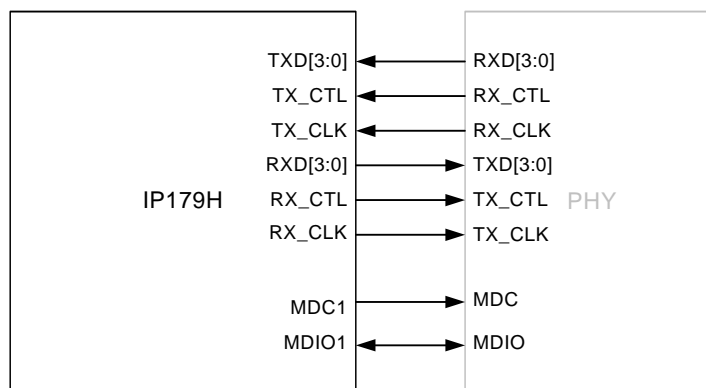 TXD[3:0] RXD[3:0]
TX_CTL RX_CTL
TX_CLK RX_CLK
RXD[3:0] TXD[3:0]
IP179H RX_CTL TX_CTL PHY
RX_CLK TX_CLK
MDC1 MDC
MDIO1 MDIO